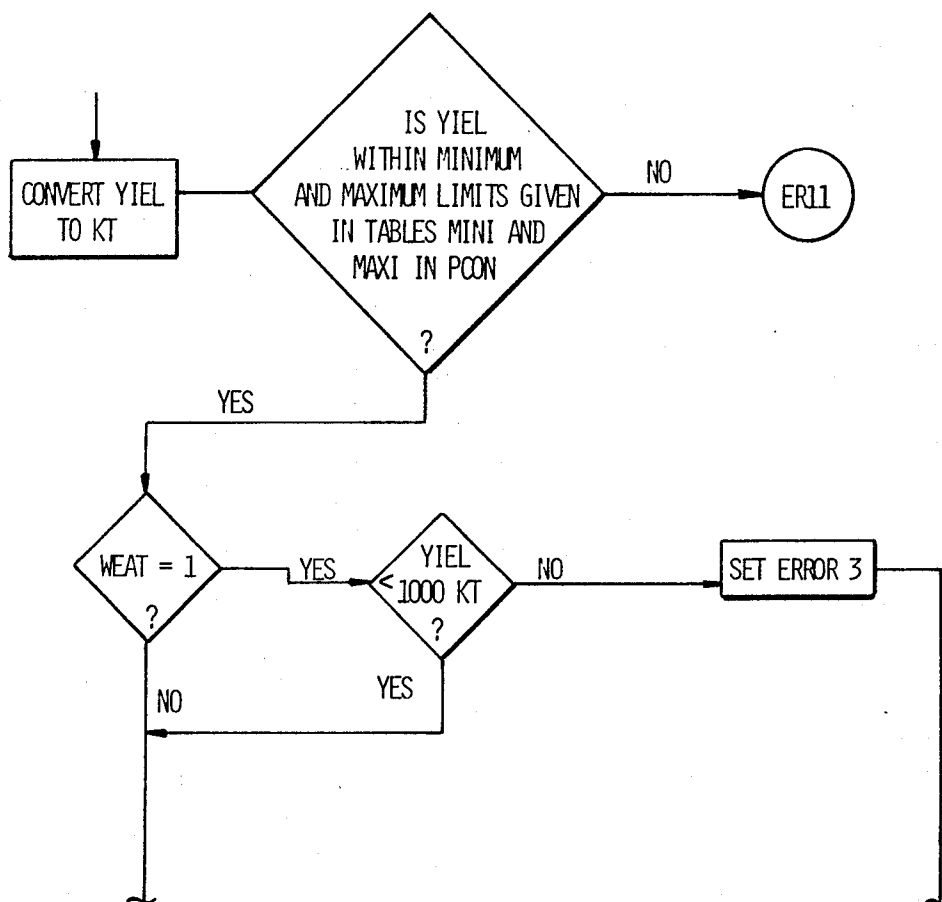 IS YIEL
WITHIN MINIMUM
AND MAXIMUM LIMITS GIVEN
IN TABLES MINI AND
MAXI IN PCON
?
CONVERT YIEL
TO KT
NO
ER11
YES
WEAT = 1
?
YES
YIEL
< 1000 KT
?
NO
SET ERROR 3
NO
YES